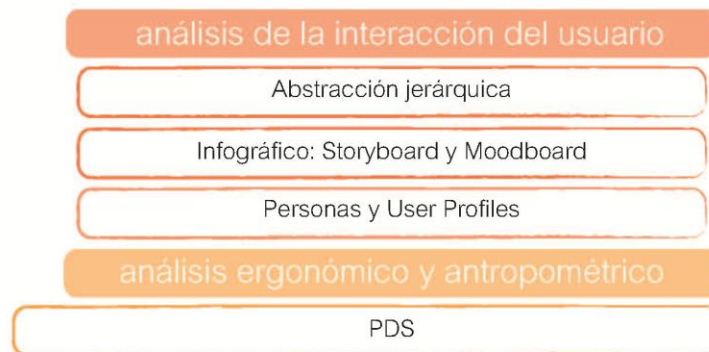 análisis de la interacción del usuario
Abstracción jerárquica
Infográfico: Storyboard y Moodboard
Personas y User Profiles
análisis ergonómico y antropométrico
PDS